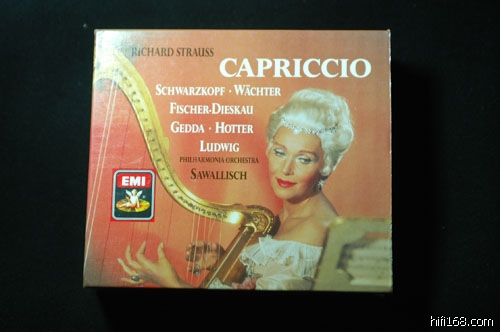 RICHARD STRAUSS
CAPRICCIO
SCHWARZKOPF · WÄCHTER
FISCHER-DIESKAU
GEDDA · HOTTER
LUDWIG
PHILHARMONIA ORCHESTRA
SAWALLISCH
EMI
hifi168.com